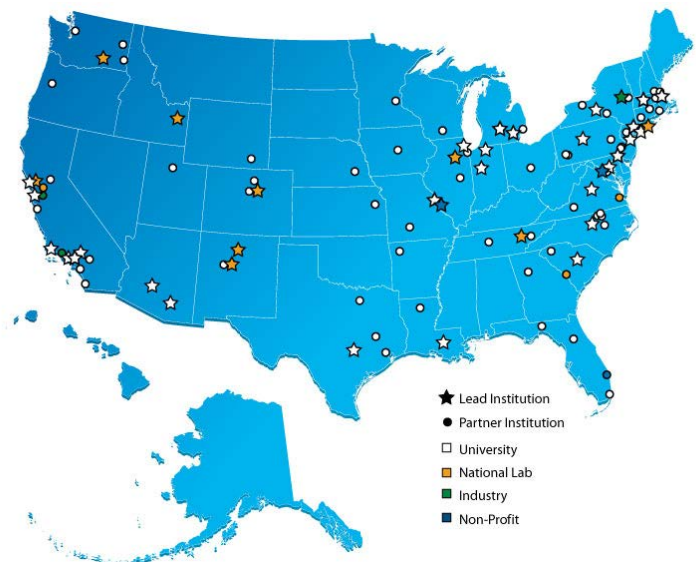 Lead Institution
Partner Institution
University
National Lab
Industry
Non-Profit